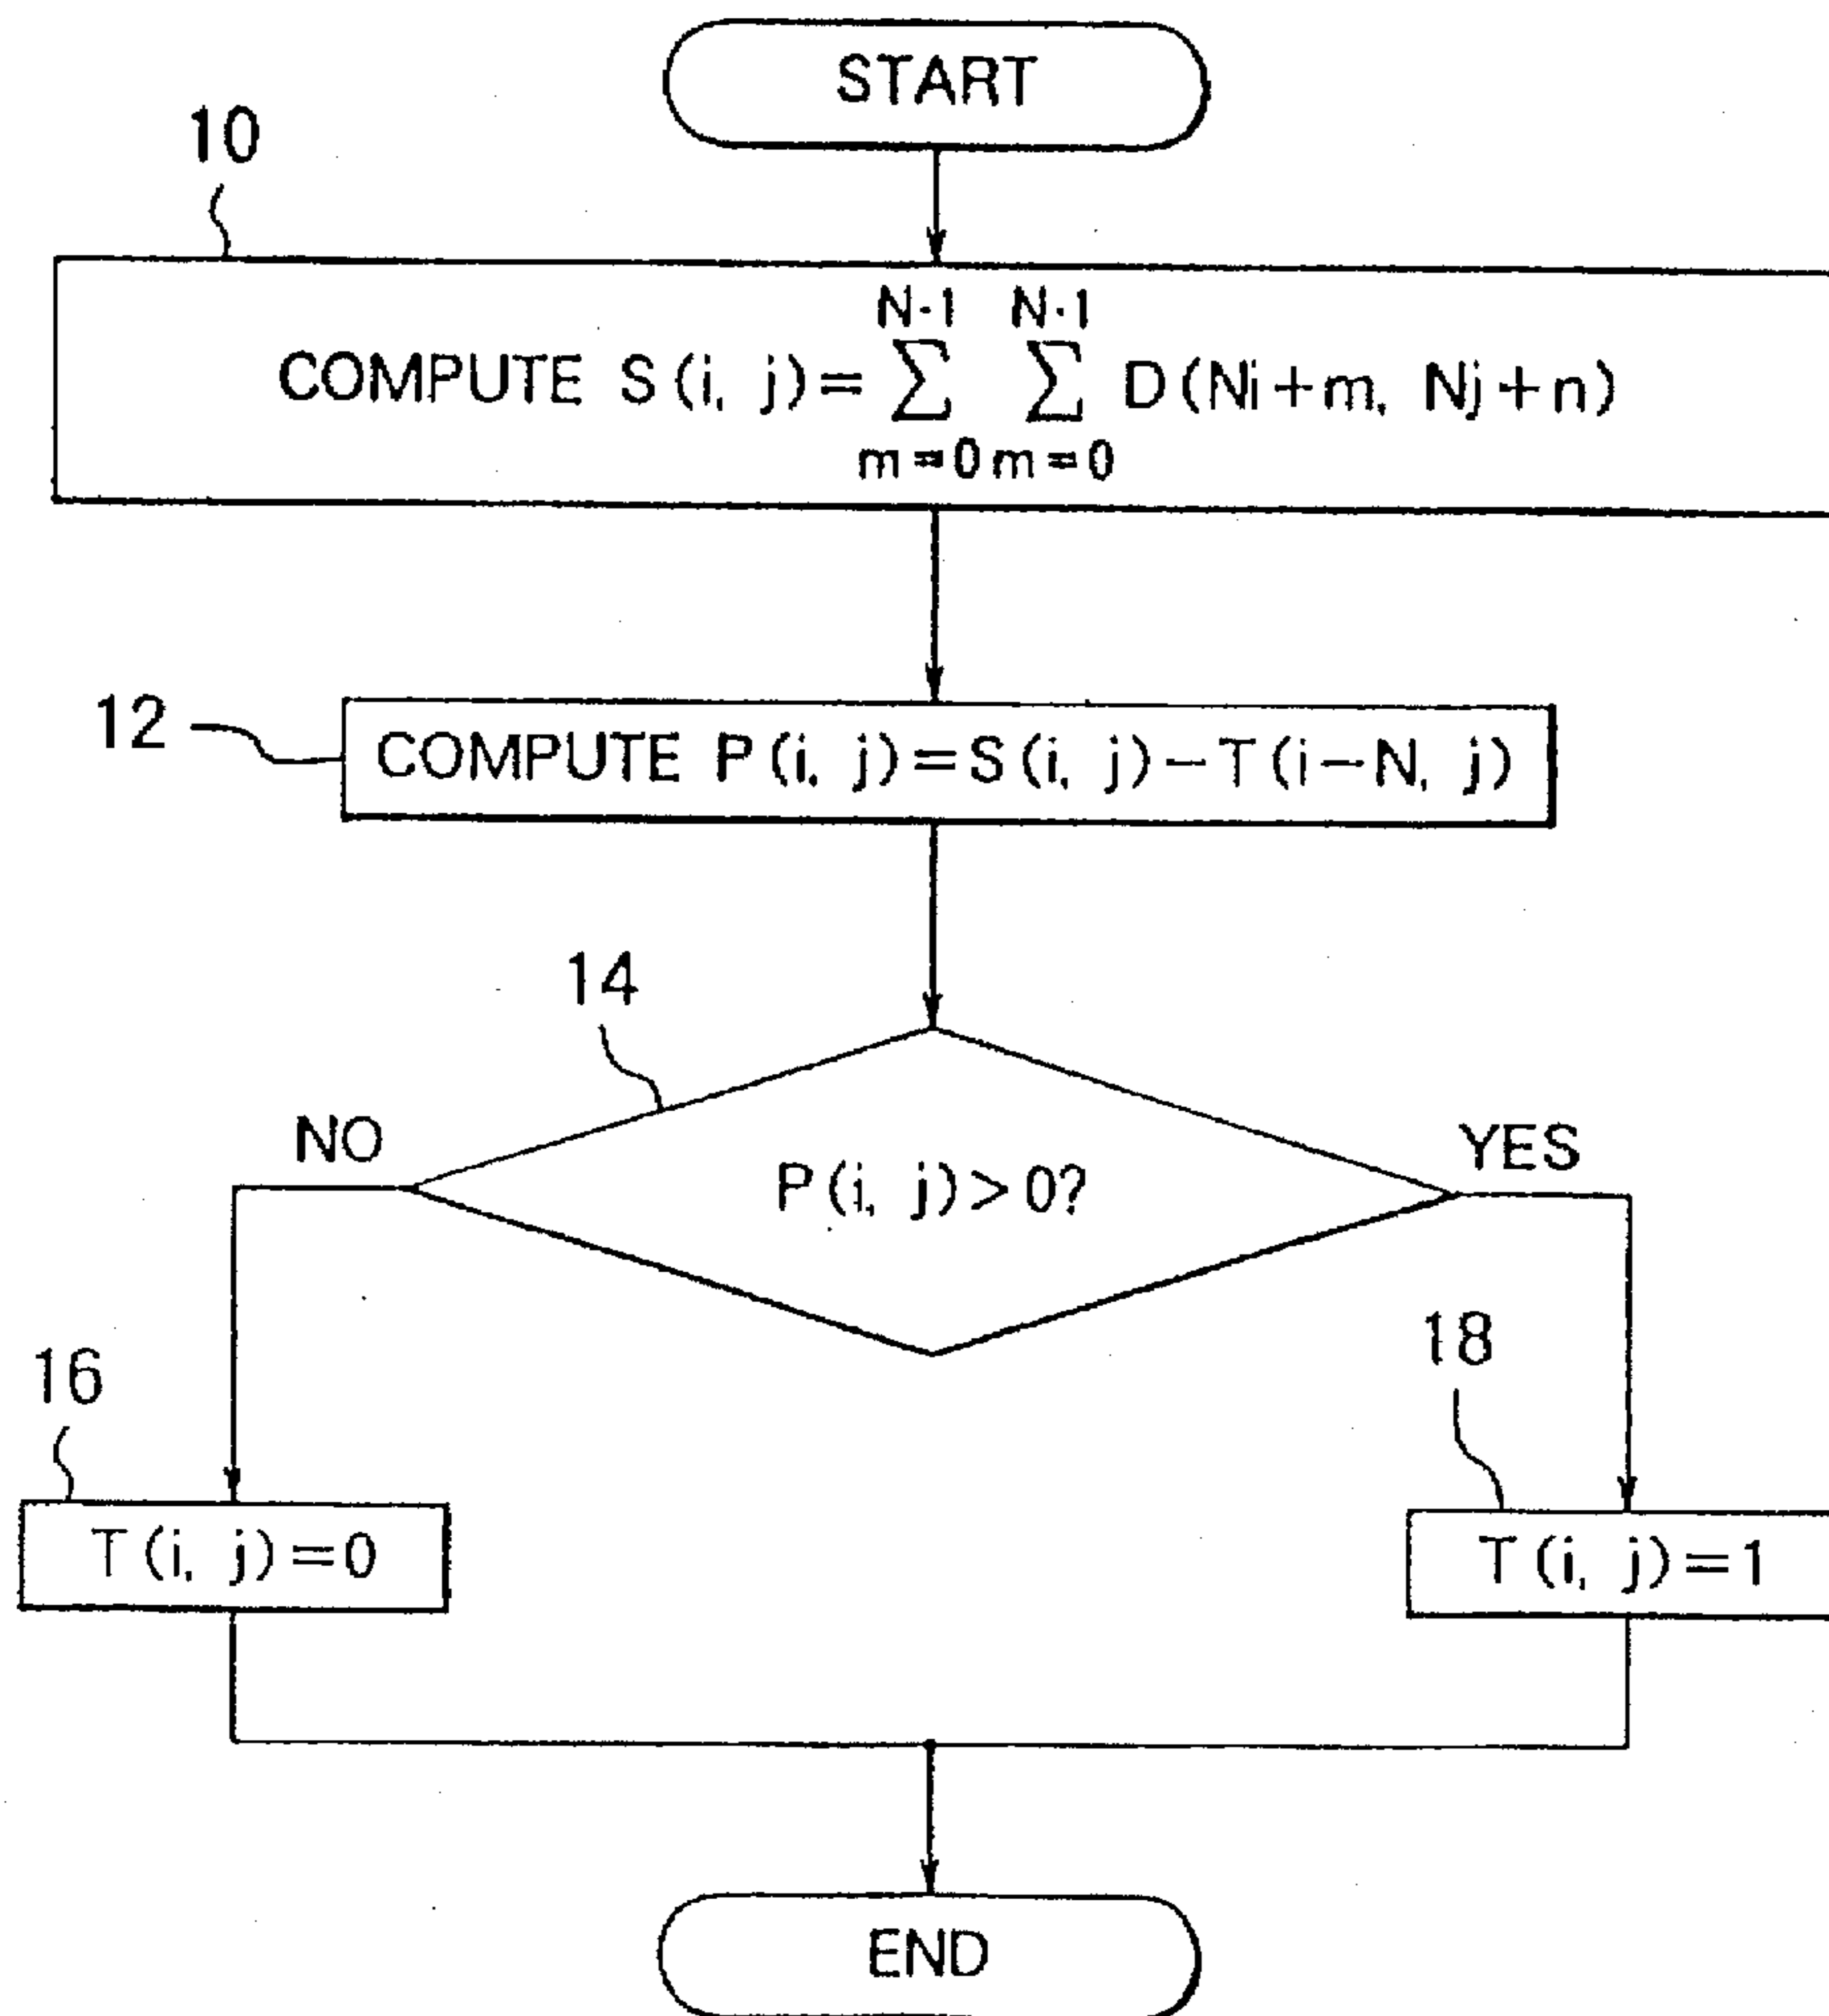 START
10
N-1 N-1
COMPUTE S(i, j)=∑ ∑ D(Ni+m, Nj+n)
m=0 m=0
12
COMPUTE P(i, j)=S(i, j)-T(i-N, j)
14
NO
YES
P(i, j)>0?
16
18
T(i, j)=0
T(i, j)=1
END